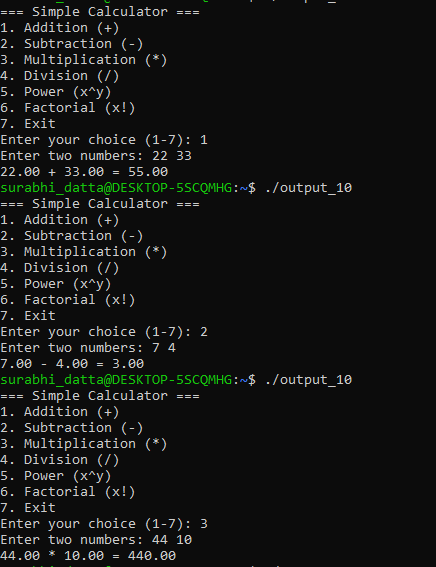 === Simple Calculator ===
1. Addition (+)
2. Subtraction (-)
3. Multiplication (*)
4. Division (/)
5. Power (x^y)
6. Factorial (x!)
7. Exit
Enter your choice (1-7): 1
Enter two numbers: 22 33
22.00 + 33.00 = 55.00
surabhi_datta@DESKTOP-5SCQMHG:~$ ./output_10
=== Simple Calculator ===
1. Addition (+)
2. Subtraction (-)
3. Multiplication (*)
4. Division (/)
5. Power (x^y)
6. Factorial (x!)
7. Exit
Enter your choice (1-7): 2
Enter two numbers: 7 4
7.00 - 4.00 = 3.00
surabhi_datta@DESKTOP-5SCQMHG:~$ ./output_10
=== Simple Calculator ===
1. Addition (+)
2. Subtraction (-)
3. Multiplication (*)
4. Division (/)
5. Power (x^y)
6. Factorial (x!)
7. Exit
Enter your choice (1-7): 3
Enter two numbers: 44 10
44.00 * 10.00 = 440.00